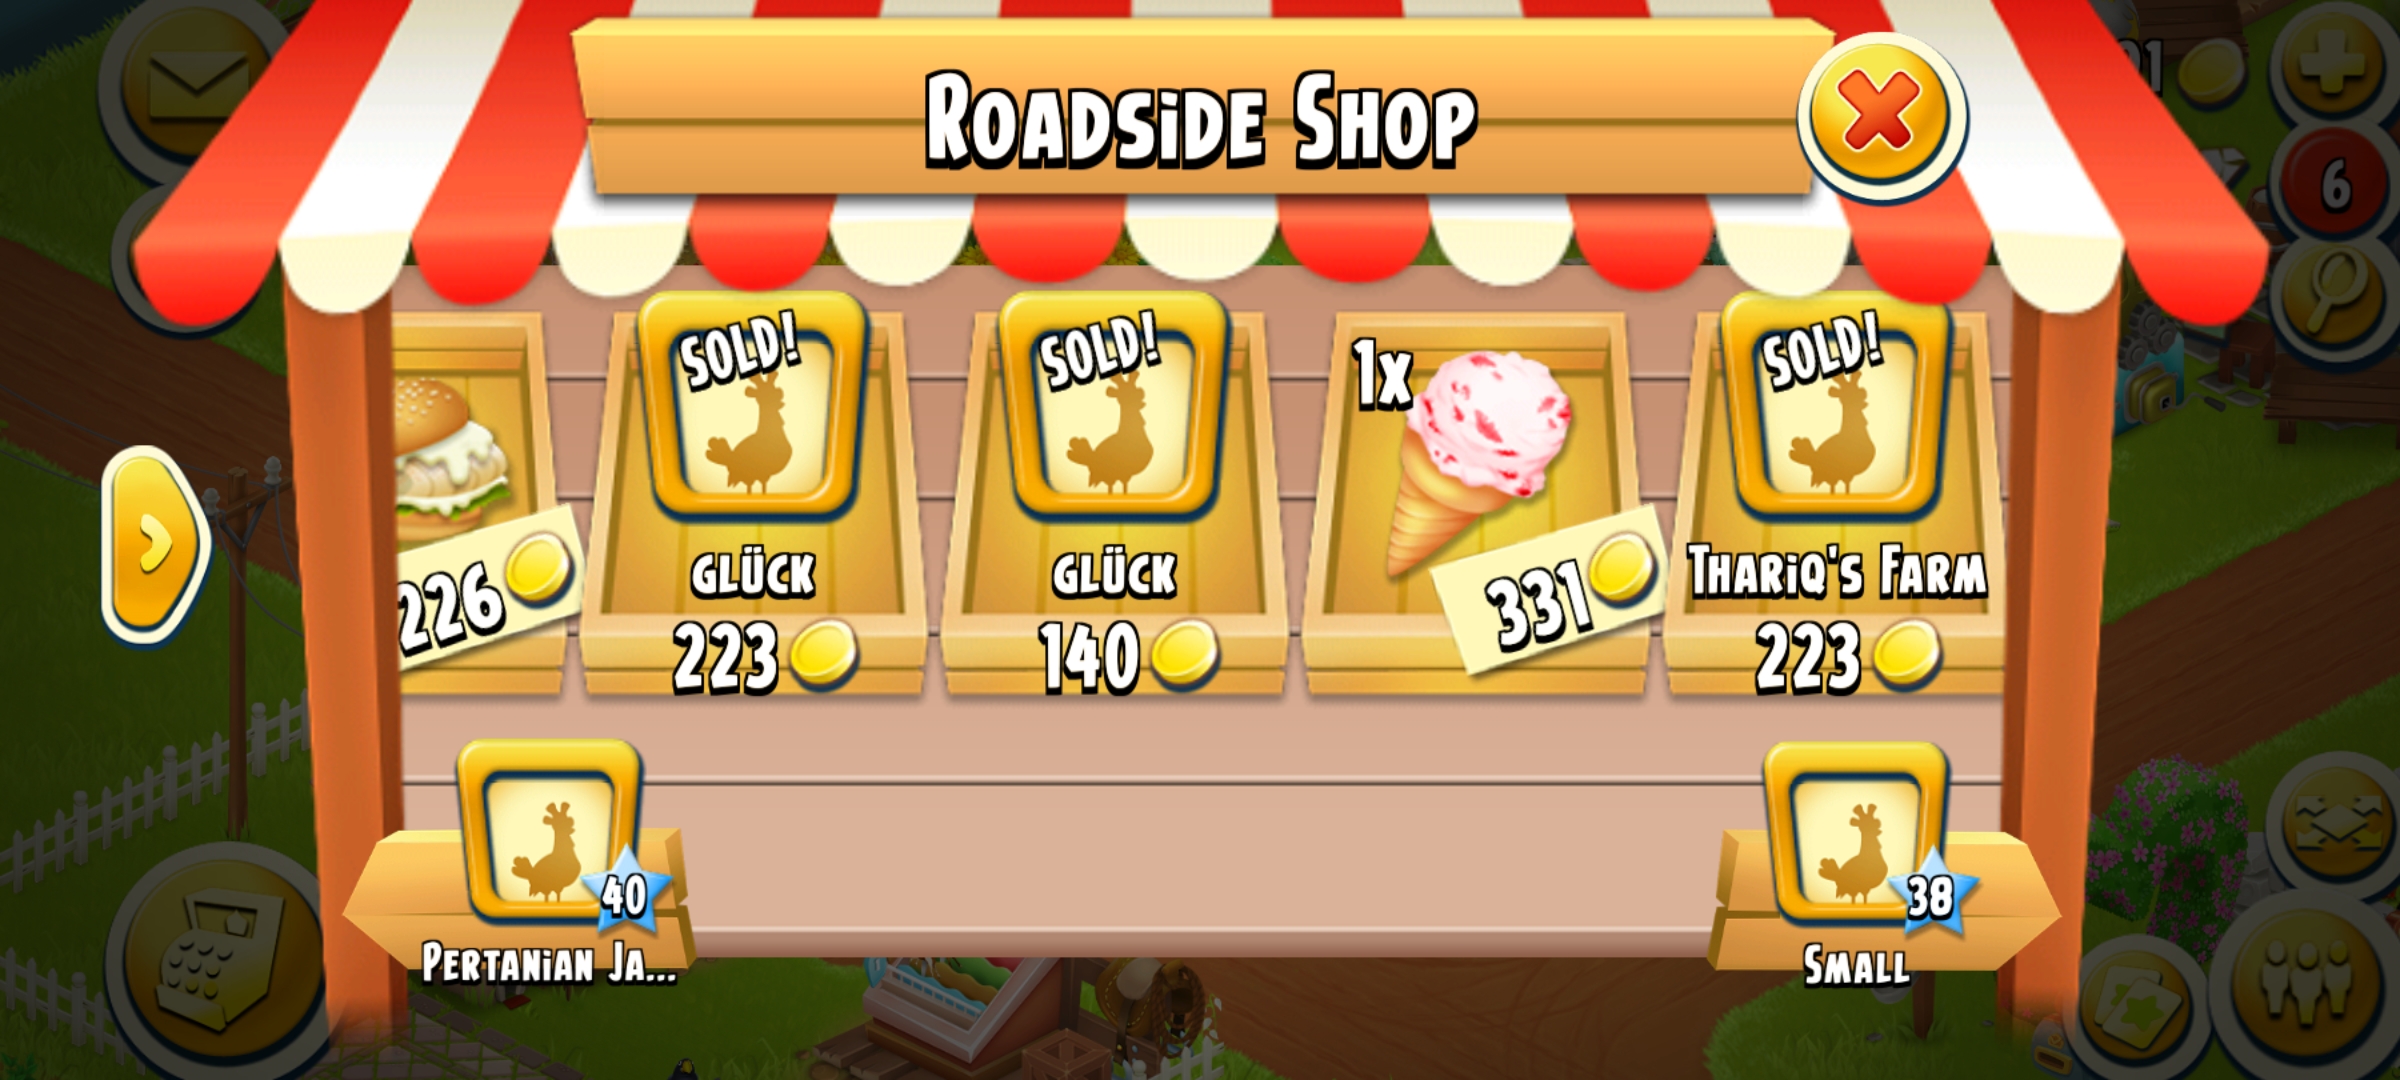 ROADSIDE SHOP
6
226
SOLD!
GLÜCK
223
SOLD!
GLÜCK
140
1x
331
SOLD!
THARIQ'S FARM
223
40
PERTANIAN JA...
38
SMALL